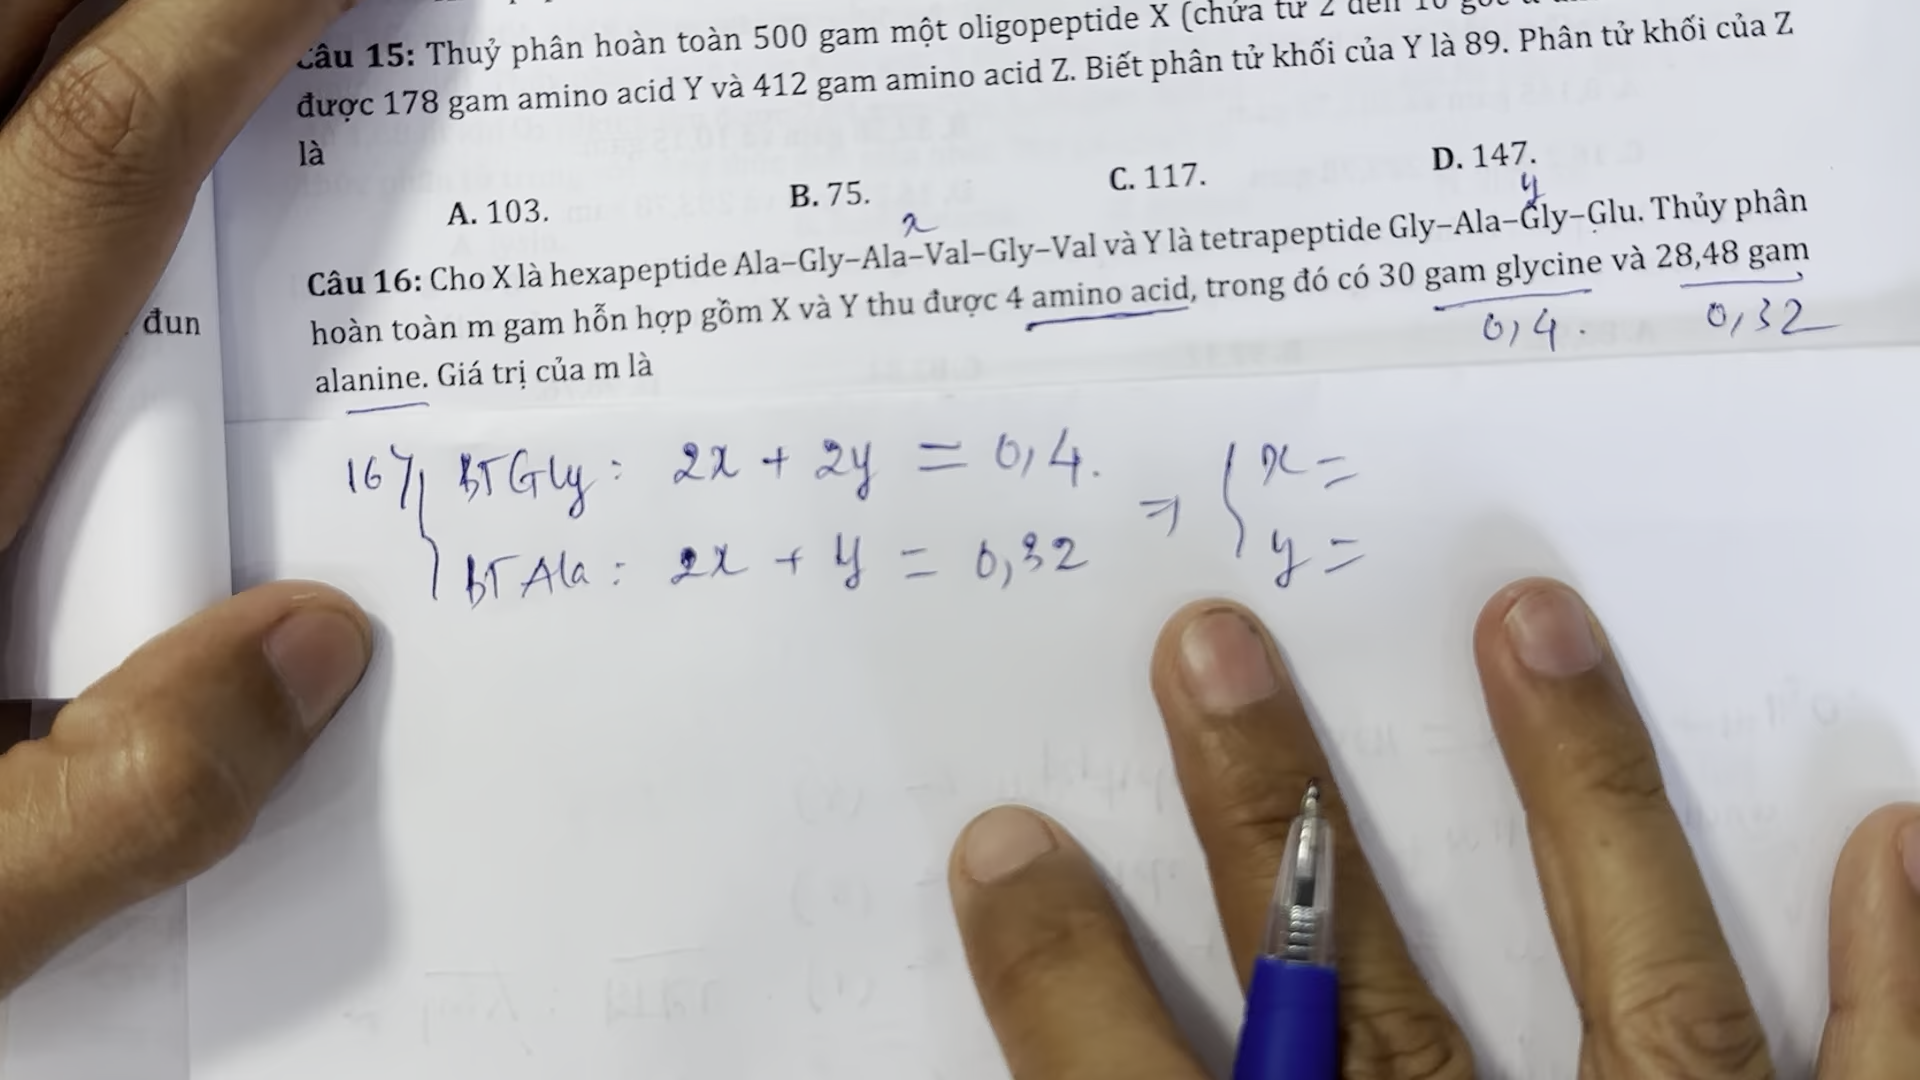 Câu 15: Thuỷ phân hoàn toàn 500 gam một oligopeptide X (chứa từ 2 đến 10
được 178 gam amino acid Y và 412 gam amino acid Z. Biết phân tử khối của Y là 89. Phân tử khối của Z
là
A. 103. B. 75. C. 117. D. 147.
x y
Câu 16: Cho X là hexapeptide Ala–Gly–Ala–Val–Gly–Val và Y là tetrapeptide Gly–Ala–Gly–Glu. Thủy phân
hoàn toàn m gam hỗn hợp gồm X và Y thu được 4 amino acid, trong đó có 30 gam glycine và 28,48 gam
0,4. 0,32
alanine. Giá trị của m là
đun
16/ BTGly: 2x + 2y = 0,4. ⇒ x =
BTAla: 2x + y = 0,32 y =